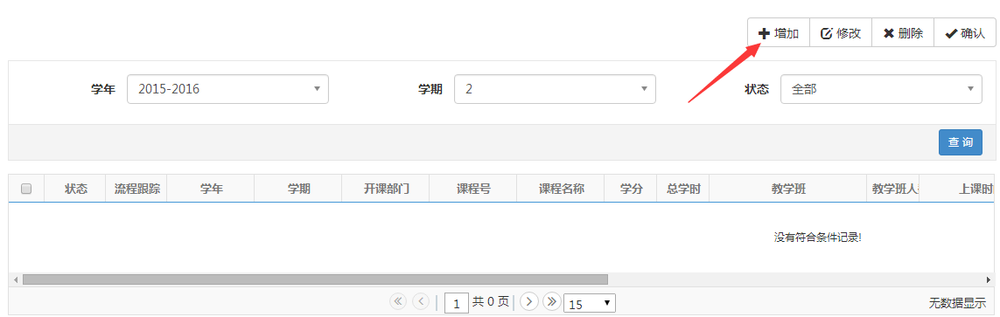 增加 修改 删除 确认
学年 2015-2016 学期 2 状态 全部
查 询
状态 流程跟踪 学年 学期 开课部门 课程号 课程名称 学分 总学时 教学班 教学班人 上课时
没有符合条件记录!
1 共 0 页 15 无数据显示